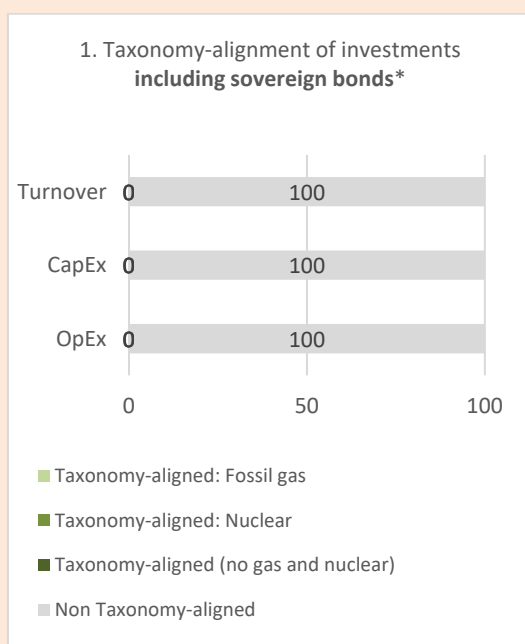 1. Taxonomy-alignment of investments
including sovereign bonds*
Turnover 0 100
CapEx 0 100
OpEx 0 100
0 50 100
Taxonomy-aligned: Fossil gas
Taxonomy-aligned: Nuclear
Taxonomy-aligned (no gas and nuclear)
Non Taxonomy-aligned